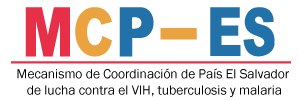 MCP-ES
Mecanismo de Coordinación de País El Salvador
de lucha contra el VIH, tuberculosis y malaria